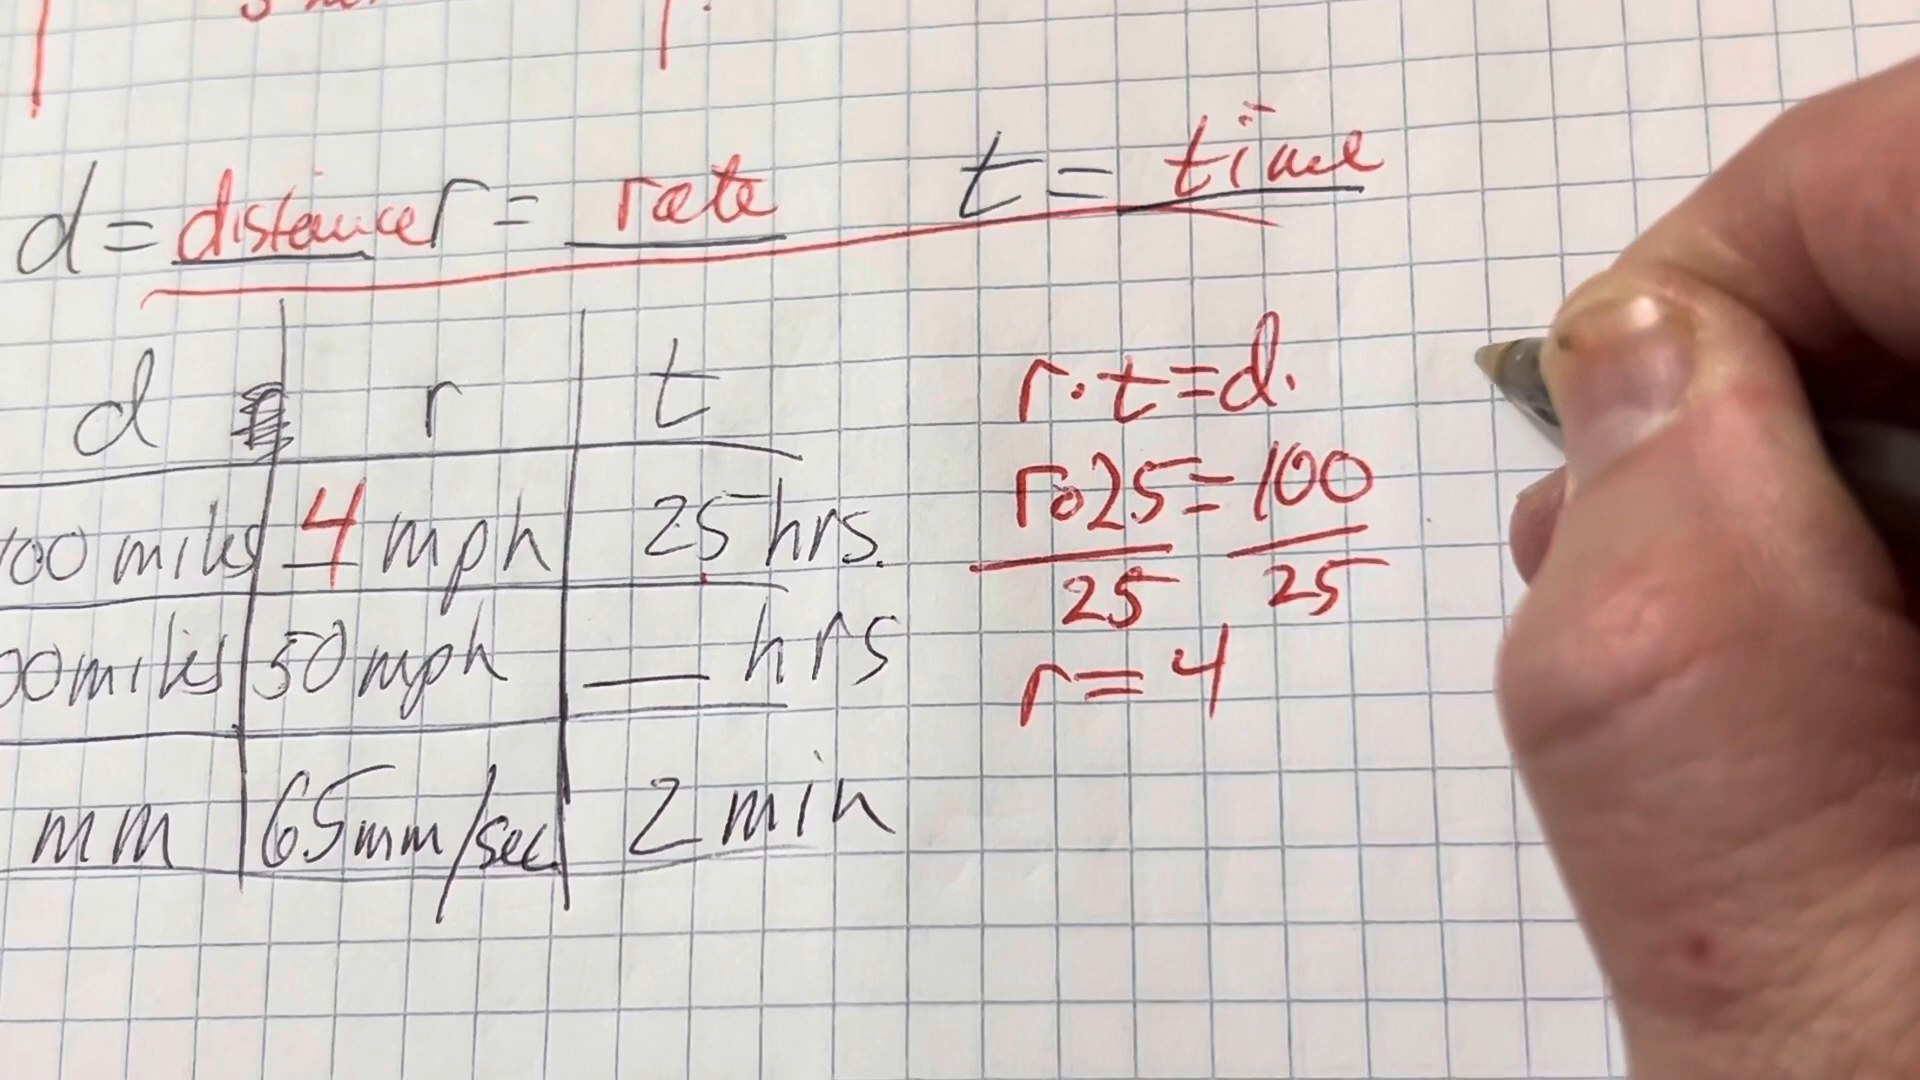 d = distance r = rate t = time
d r t
100 miles 4 mph 25 hrs.
00 miles 50 mph ___ hrs
mm 65 mm/sec 2 min
r·t=d.
r·25=100
25 25
r=4